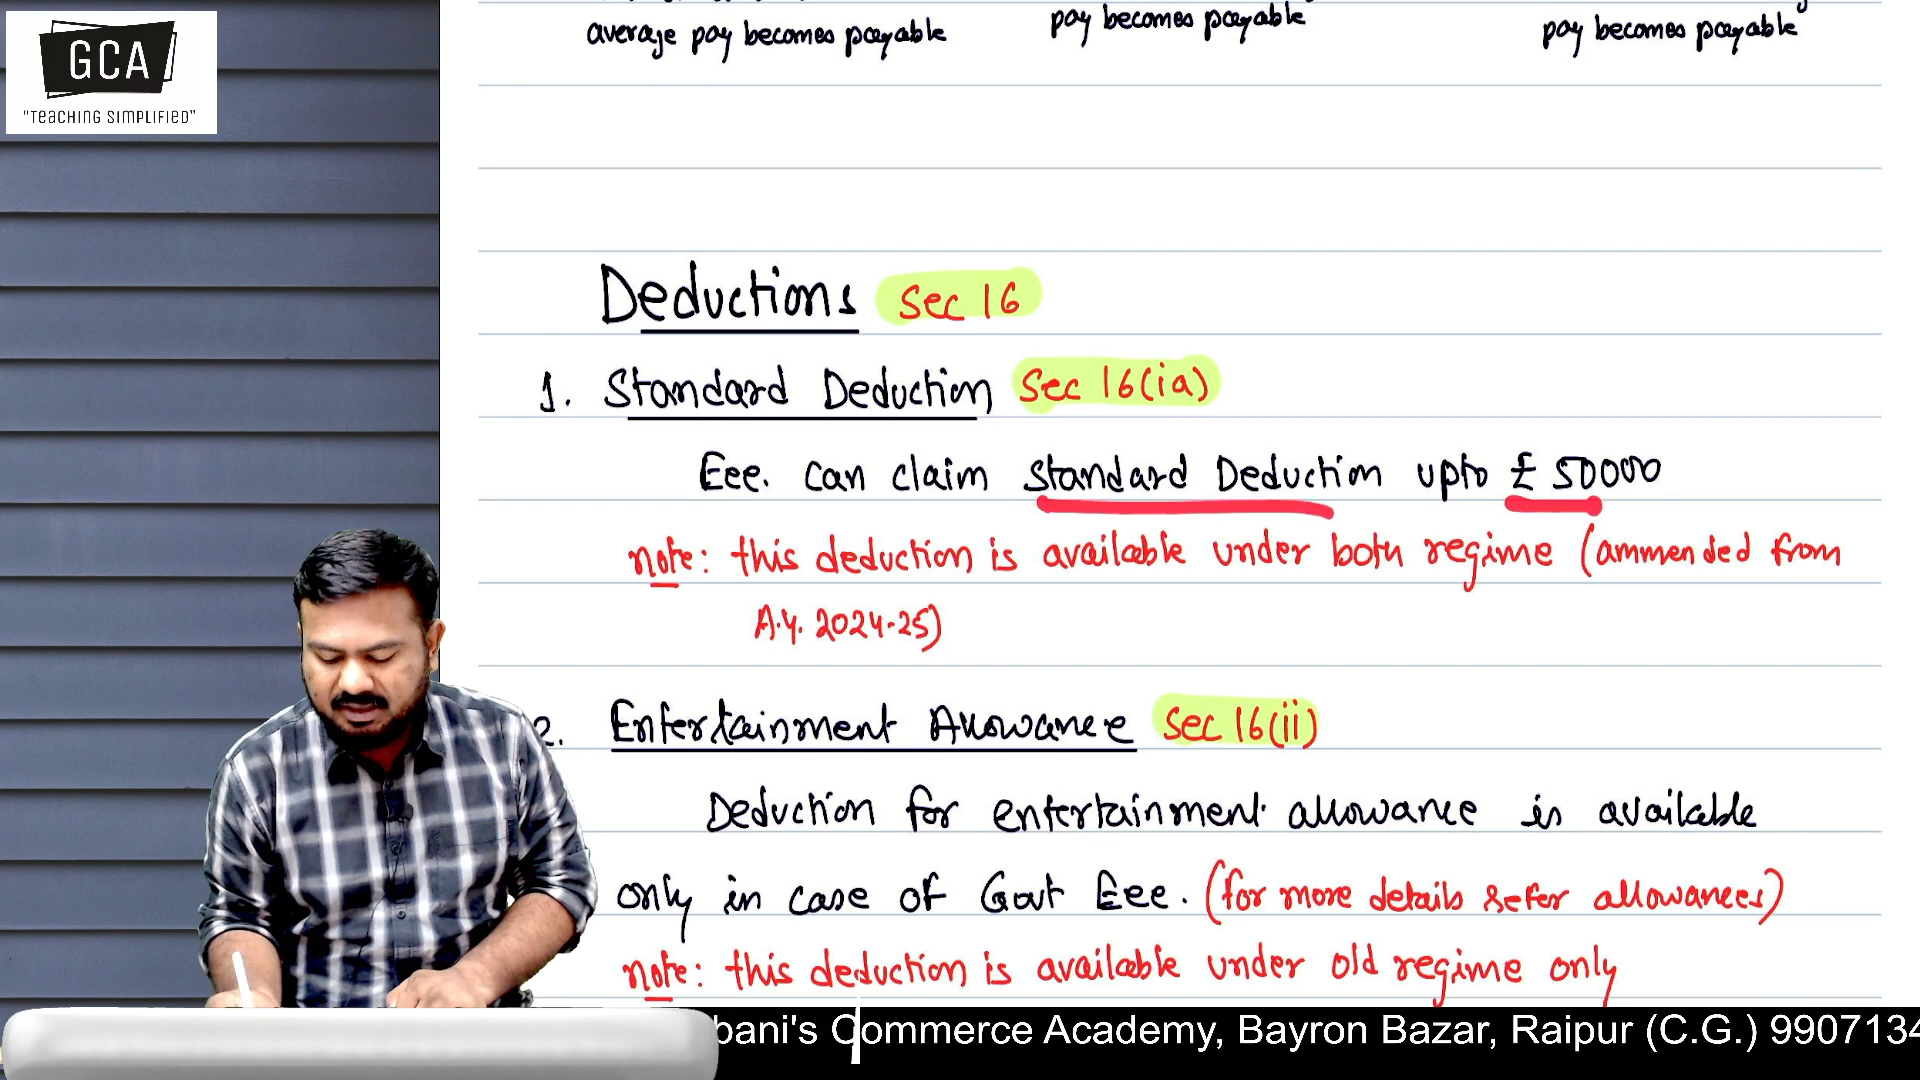 GCA
"TEACHING SIMPLIFIED"
average pay becomes payable
pay becomes payable
pay becomes payable
Deductions Sec 16
1. Standard Deduction Sec 16(ia)
Eee. can claim Standard Deduction upto £ 50000
note: this deduction is available under both regime (ammended from
A.Y. 2024-25)
2. Entertainment Allowance Sec 16(ii)
Deduction for entertainment allowance is available
only in case of Govt Eee. (for more details refer allowances)
note: this deduction is available under old regime only
bani's Commerce Academy, Bayron Bazar, Raipur (C.G.) 9907134